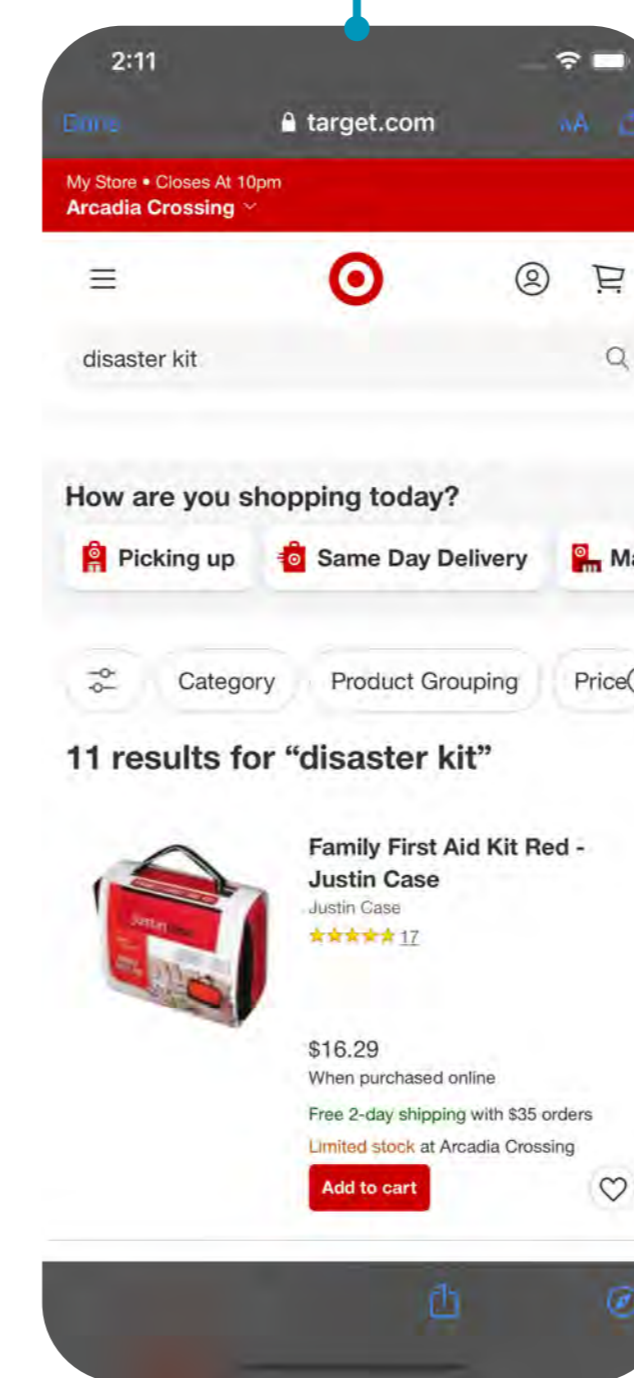 2:11
Done
target.com
AA
My Store • Closes At 10pm
Arcadia Crossing
disaster kit
How are you shopping today?
Picking up
Same Day Delivery
Category
Product Grouping
Price
11 results for “disaster kit”
Family First Aid Kit Red -
Justin Case
Justin Case
17
$16.29
When purchased online
Free 2-day shipping with $35 orders
Limited stock at Arcadia Crossing
Add to cart